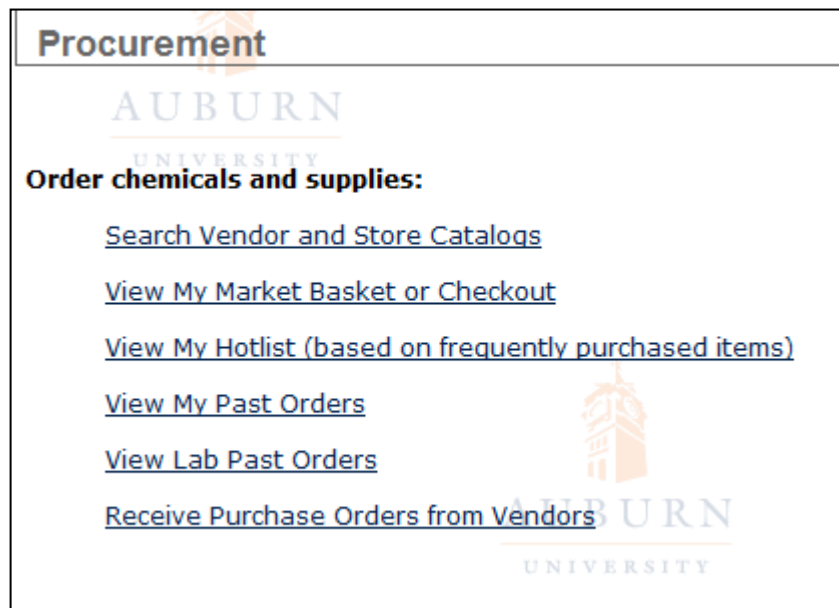 Procurement
AUBURN
UNIVERSITY
Order chemicals and supplies:
Search Vendor and Store Catalogs
View My Market Basket or Checkout
View My Hotlist (based on frequently purchased items)
View My Past Orders
View Lab Past Orders
Receive Purchase Orders from Vendors
AUBURN
UNIVERSITY